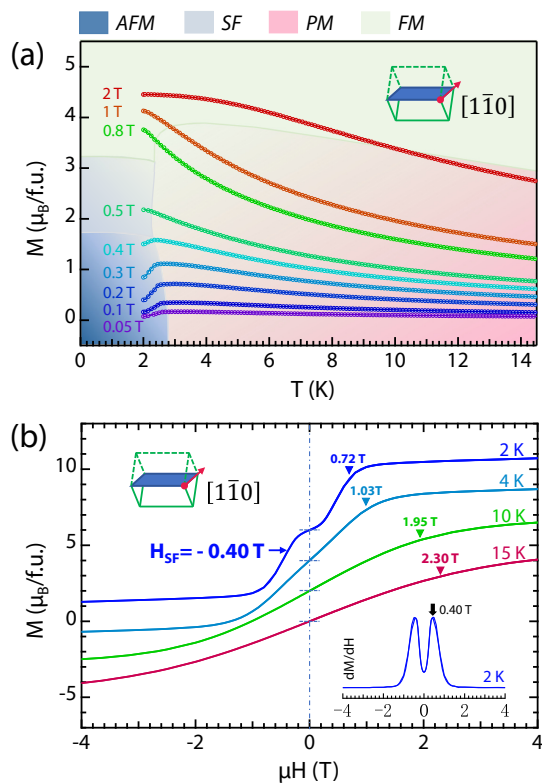 AFM SF PM FM
(a)
[11̄0]
2 T
1 T
0.8 T
0.5 T
0.4 T
0.3 T
0.2 T
0.1 T
0.05 T
5
4
3
2
1
0
M (μB/f.u.)
0 2 4 6 8 10 12 14
T (K)
(b)
[11̄0]
0.72 T
2 K
1.03T
4 K
1.95 T
10 K
2.30 T
15 K
HSF= - 0.40 T
10
5
0
-5
M (μB/f.u.)
dM/dH
0.40 T
2 K
-4 -2 0 2 4
-4 -2 0 2 4
μH (T)